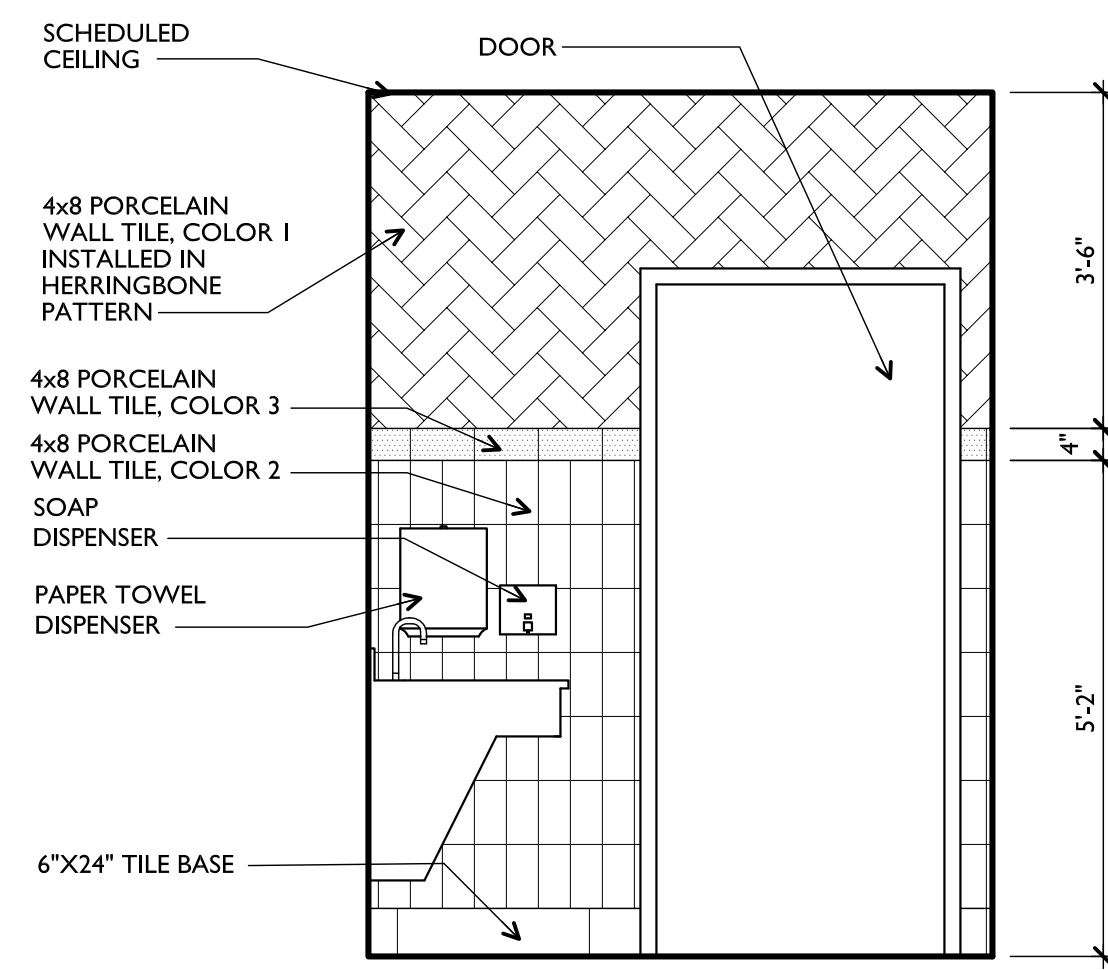 SCHEDULED
CEILING
DOOR
4x8 PORCELAIN
WALL TILE, COLOR 1
INSTALLED IN
HERRINGBONE
PATTERN
4x8 PORCELAIN
WALL TILE, COLOR 3
4x8 PORCELAIN
WALL TILE, COLOR 2
SOAP
DISPENSER
PAPER TOWEL
DISPENSER
6"X24" TILE BASE
3'-6"
4"
5'-2"